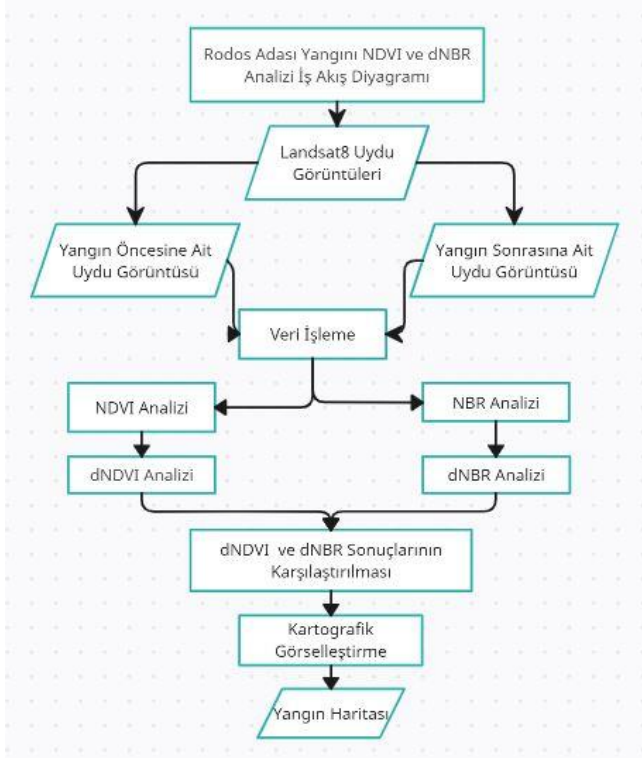 Rodos Adası Yangını NDVI ve dNBR
Analizi İş Akış Diyagramı
Landsat8 Uydu
Görüntüleri
Yangın Öncesine Ait
Uydu Görüntüsü
Yangın Sonrasına Ait
Uydu Görüntüsü
Veri İşleme
NDVI Analizi
NBR Analizi
dNDVI Analizi
dNBR Analizi
dNDVI ve dNBR Sonuçlarının
Karşılaştırılması
Kartografik
Görselleştirme
Yangın Haritası